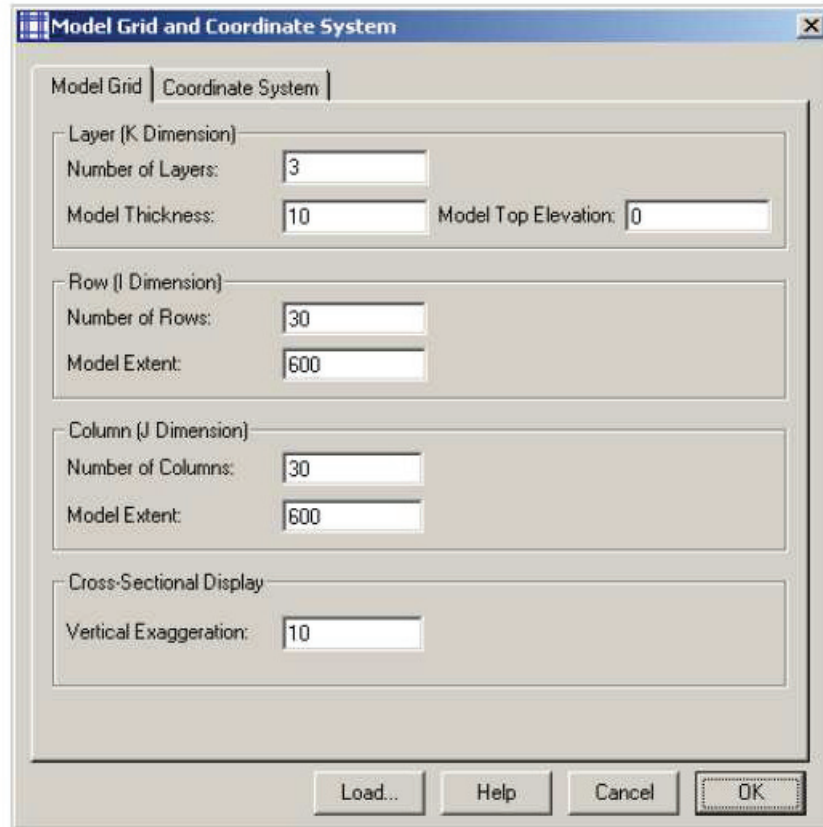 Model Grid and Coordinate System
Model Grid Coordinate System
Layer (K Dimension)
Number of Layers: 3
Model Thickness: 10 Model Top Elevation: 0
Row (I Dimension)
Number of Rows: 30
Model Extent: 600
Column (J Dimension)
Number of Columns: 30
Model Extent: 600
Cross-Sectional Display
Vertical Exaggeration: 10
Load... Help Cancel OK